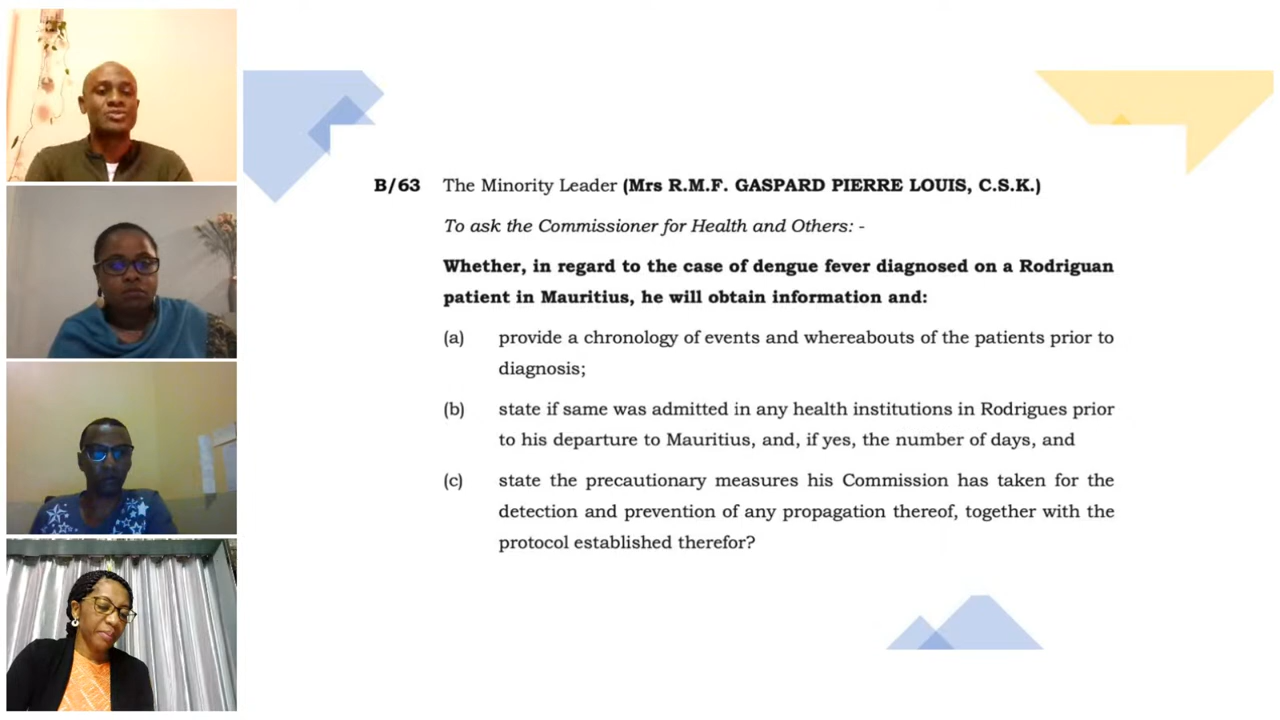 B/63 The Minority Leader (Mrs R.M.F. GASPARD PIERRE LOUIS, C.S.K.)
To ask the Commissioner for Health and Others: -
Whether, in regard to the case of dengue fever diagnosed on a Rodriguan
patient in Mauritius, he will obtain information and:
(a) provide a chronology of events and whereabouts of the patients prior to
diagnosis;
(b) state if same was admitted in any health institutions in Rodrigues prior
to his departure to Mauritius, and, if yes, the number of days, and
(c) state the precautionary measures his Commission has taken for the
detection and prevention of any propagation thereof, together with the
protocol established therefor?